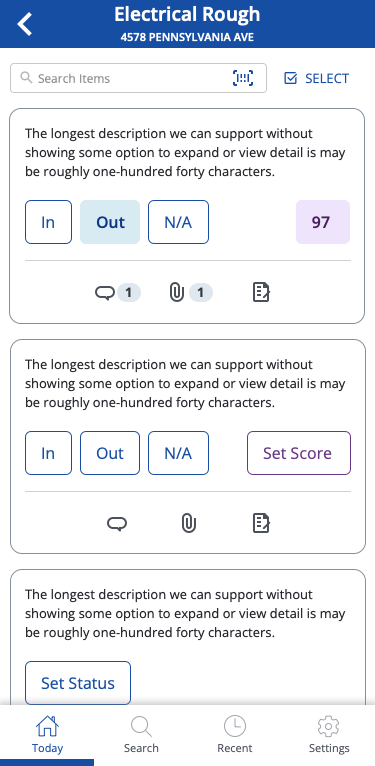 Electrical Rough
4578 PENNSYLVANIA AVE
Search Items
SELECT
The longest description we can support without
showing some option to expand or view detail is may
be roughly one-hundred forty characters.
In Out N/A 97
1 1
The longest description we can support without
showing some option to expand or view detail is may
be roughly one-hundred forty characters.
In Out N/A Set Score
The longest description we can support without
showing some option to expand or view detail is may
be roughly one-hundred forty characters.
Set Status
Today Search Recent Settings